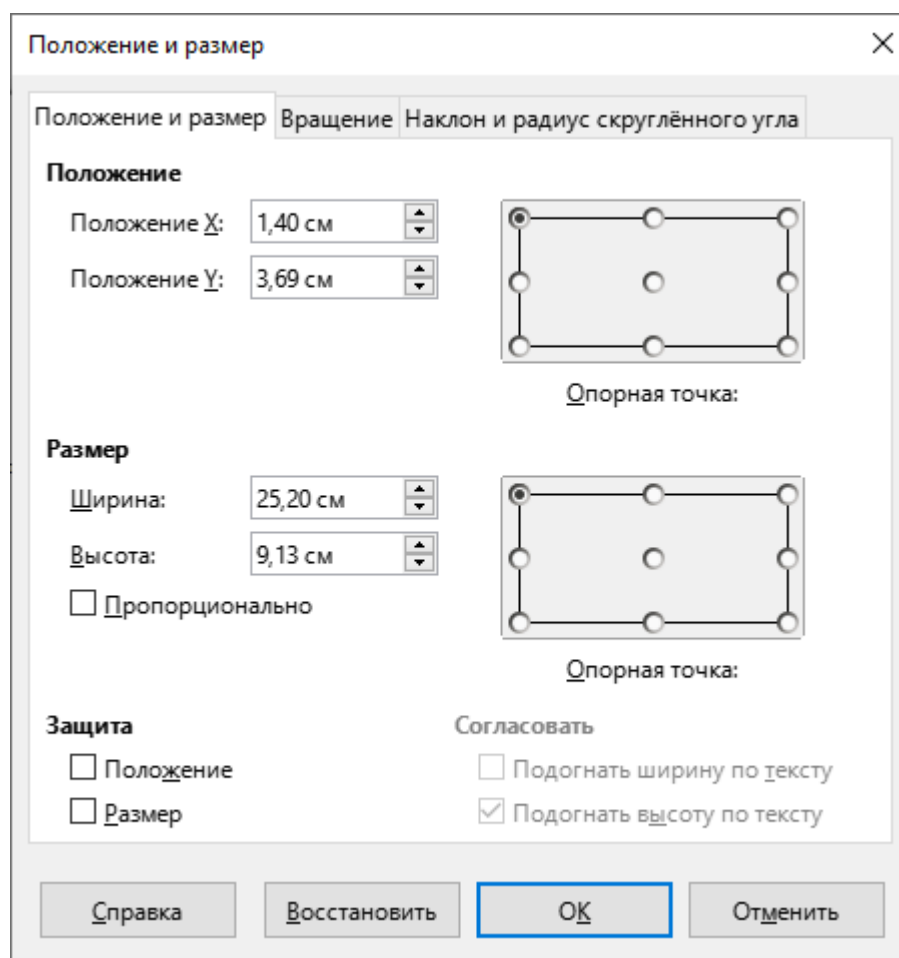 Положение и размер
Положение и размер Вращение Наклон и радиус скруглённого угла
Положение
Положение X: 1,40 см
Положение Y: 3,69 см
Опорная точка:
Размер
Ширина: 25,20 см
Высота: 9,13 см
Пропорционально
Опорная точка:
Защита Согласовать
Положение Подогнать ширину по тексту
Размер Подогнать высоту по тексту
Справка Восстановить ОК Отменить